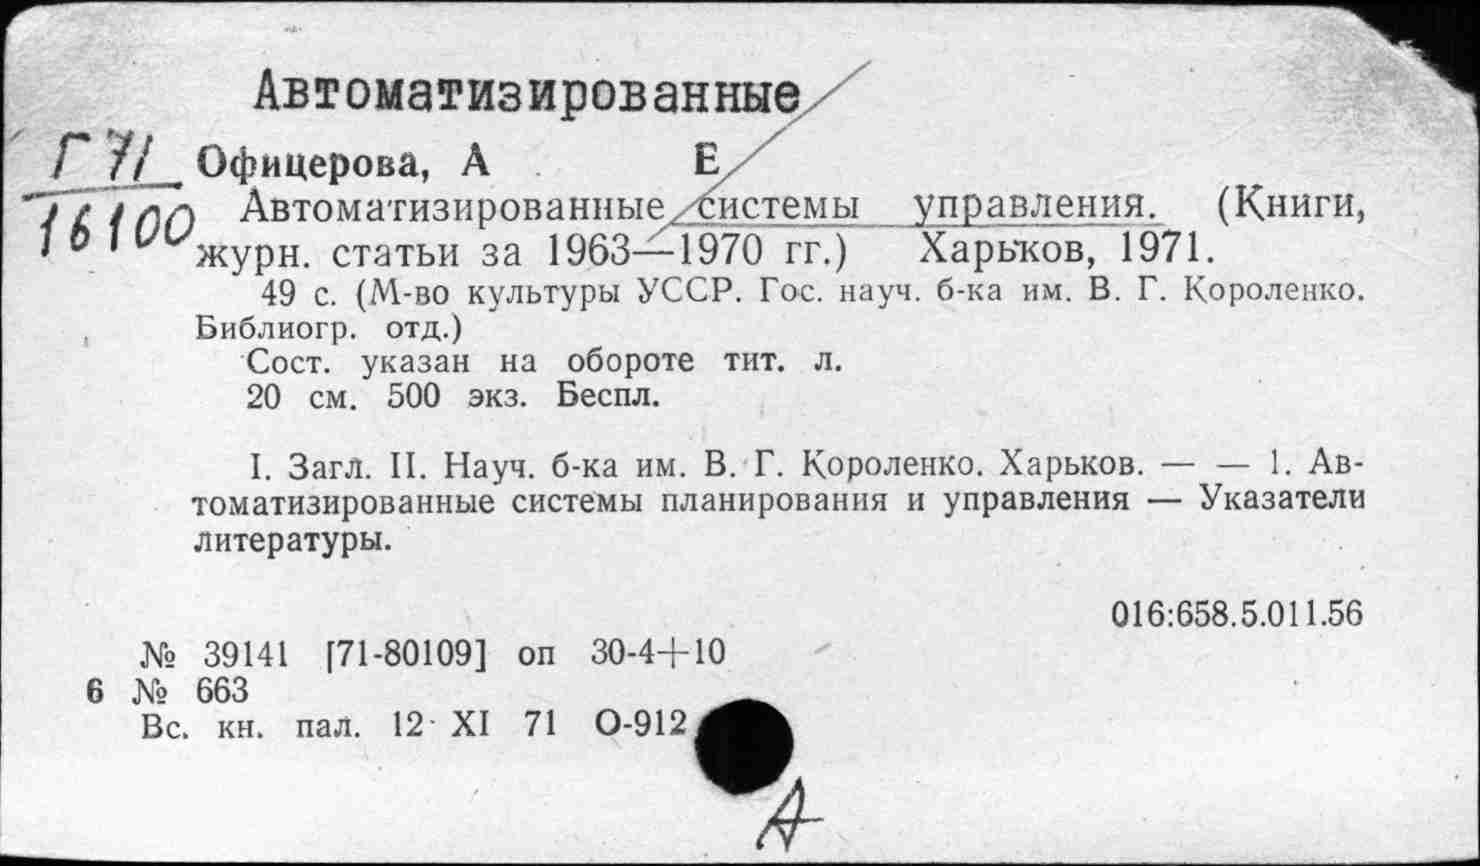 Автоматизированные
Г 71
16100
Офицерова, А Е
Автоматизированные системы управления. (Книги,
журн. статьи за 1963—1970 гг.) Харьков, 1971.
49 с. (М-во культуры УССР. Гос. науч. б-ка им. В. Г. Короленко.
Библиогр. отд.)
Сост. указан на обороте тит. л.
20 см. 500 экз. Беспл.
I. Загл. II. Науч. б-ка им. В. Г. Короленко. Харьков. — — 1. Ав-
томатизированные системы планирования и управления — Указатели
литературы.
016:658.5.011.56
№ 39141 [71-80109] оп 30-4+10
6 № 663
Вс. кн. пал. 12 XI 71 О-912
А